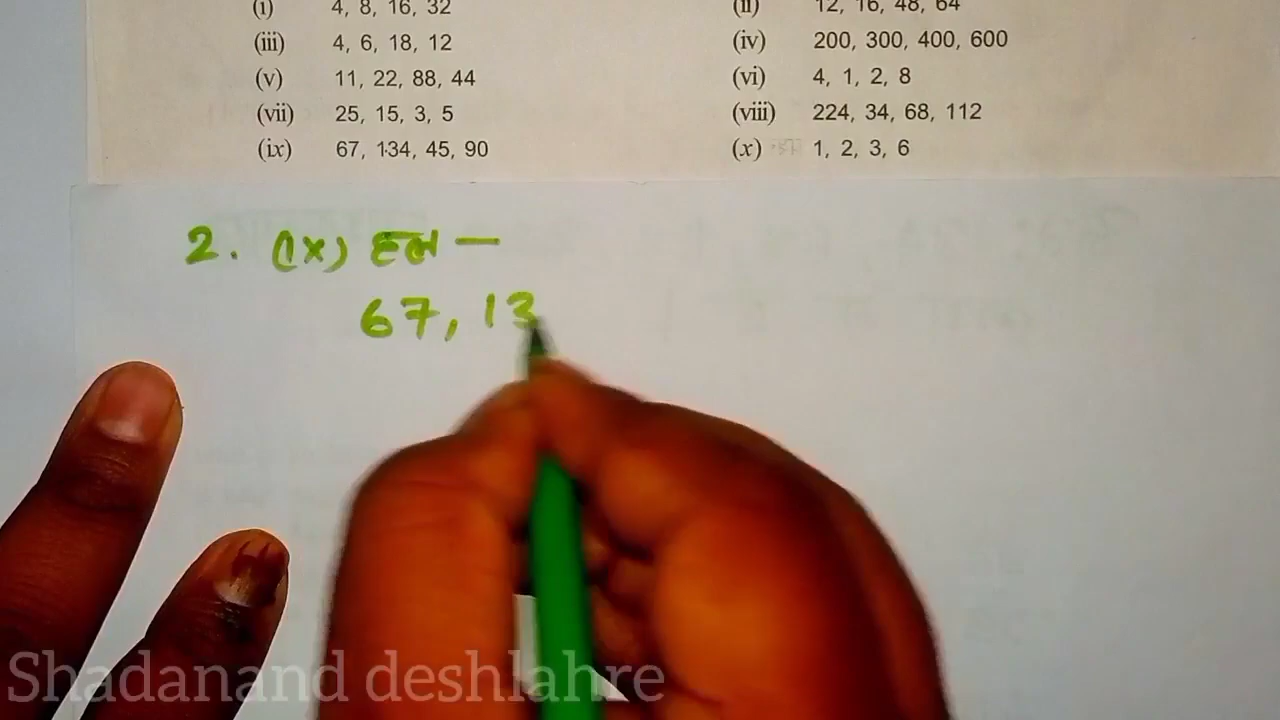 (i) 4, 8, 16, 32 (ii) 12, 16, 48, 64
(iii) 4, 6, 18, 12 (iv) 200, 300, 400, 600
(v) 11, 22, 88, 44 (vi) 4, 1, 2, 8
(vii) 25, 15, 3, 5 (viii) 224, 34, 68, 112
(ix) 67, 134, 45, 90 (x) 1, 2, 3, 6
2. (ix) हल —
67, 13
Shadanand deshlahre